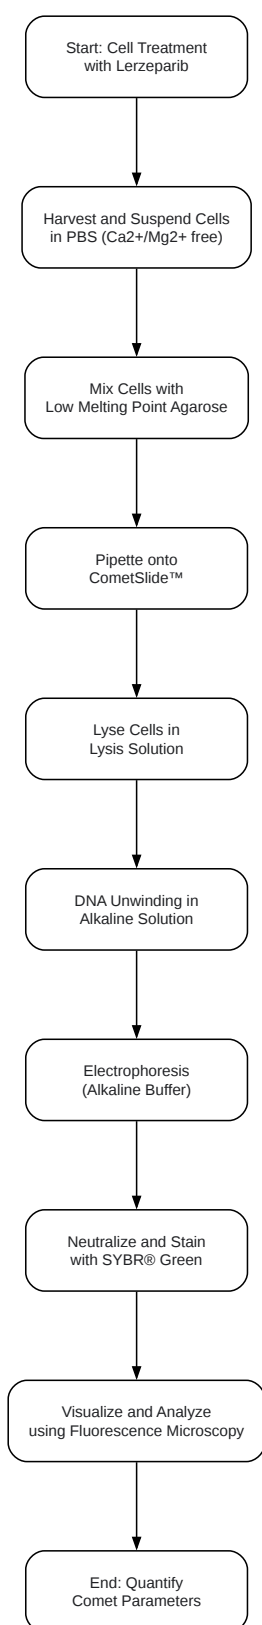 Start: Cell Treatment
with Lerzeparib
Harvest and Suspend Cells
in PBS (Ca2+/Mg2+ free)
Mix Cells with
Low Melting Point Agarose
Pipette onto
CometSlide™
Lyse Cells in
Lysis Solution
DNA Unwinding in
Alkaline Solution
Electrophoresis
(Alkaline Buffer)
Neutralize and Stain
with SYBR® Green
Visualize and Analyze
using Fluorescence Microscopy
End: Quantify
Comet Parameters